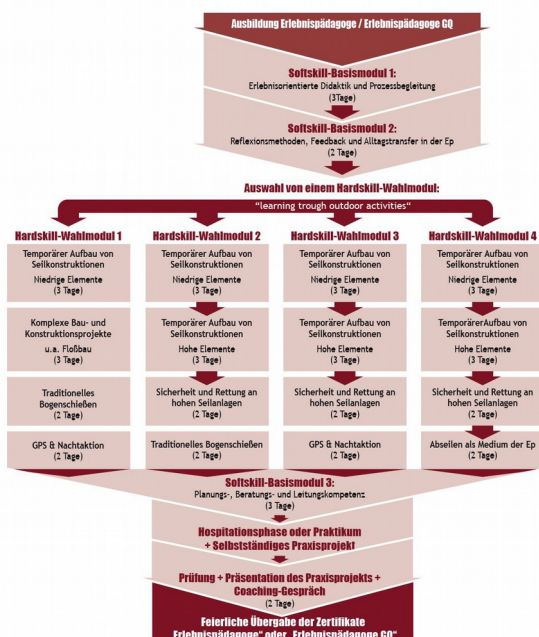 Ausbildung Erlebnispädagoge / Erlebnispädagoge GQ
Softskill-Basismodul 1:
Erlebnisorientierte Didaktik und Prozessbegleitung
(3Tage)
Softskill-Basismodul 2:
Reflexionsmethoden, Feedback und Alltagstransfer in der Ep
(2 Tage)
Auswahl von einem Hardskill-Wahlmodul:
"learning trough outdoor activities"
Hardskill-Wahlmodul 1
Temporärer Aufbau von
Seilkonstruktionen
Niedrige Elemente
(3 Tage)
Komplexe Bau- und
Konstruktionsprojekte
u.a. Floßbau
(3 Tage)
Traditionelles
Bogenschießen
(2 Tage)
GPS & Nachtaktion
(2 Tage)
Hardskill-Wahlmodul 2
Temporärer Aufbau von
Seilkonstruktionen
Niedrige Elemente
(3 Tage)
Temporärer Aufbau von
Seilkonstruktionen
Hohe Elemente
(3 Tage)
Sicherheit und Rettung an
hohen Seilanlagen
(2 Tage)
Traditionelles Bogenschießen
(2 Tage)
Hardskill-Wahlmodul 3
Temporärer Aufbau von
Seilkonstruktionen
Niedrige Elemente
(3 Tage)
Temporärer Aufbau von
Seilkonstruktionen
Hohe Elemente
(3 Tage)
Sicherheit und Rettung an
hohen Seilanlagen
(2 Tage)
GPS & Nachtaktion
(2 Tage)
Hardskill-Wahlmodul 4
Temporärer Aufbau von
Seilkonstruktionen
Niedrige Elemente
(3 Tage)
TemporärerAufbau von
Seilkonstruktionen
Hohe Elemente
(3 Tage)
Sicherheit und Rettung an
hohen Seilanlagen
(2 Tage)
Abseilen als Medium der Ep
(2 Tage)
Softskill-Basismodul 3:
Planungs-, Beratungs- und Leitungskompetenz
(3 Tage)
Hospitationsphase oder Praktikum
+ Selbstständiges Praxisprojekt
Prüfung + Präsentation des Praxisprojekts +
Coaching-Gespräch
(2 Tage)
Feierliche Übergabe der Zertifikate
Erlebnispädagoge" oder „Erlebnispädagoge GQ"